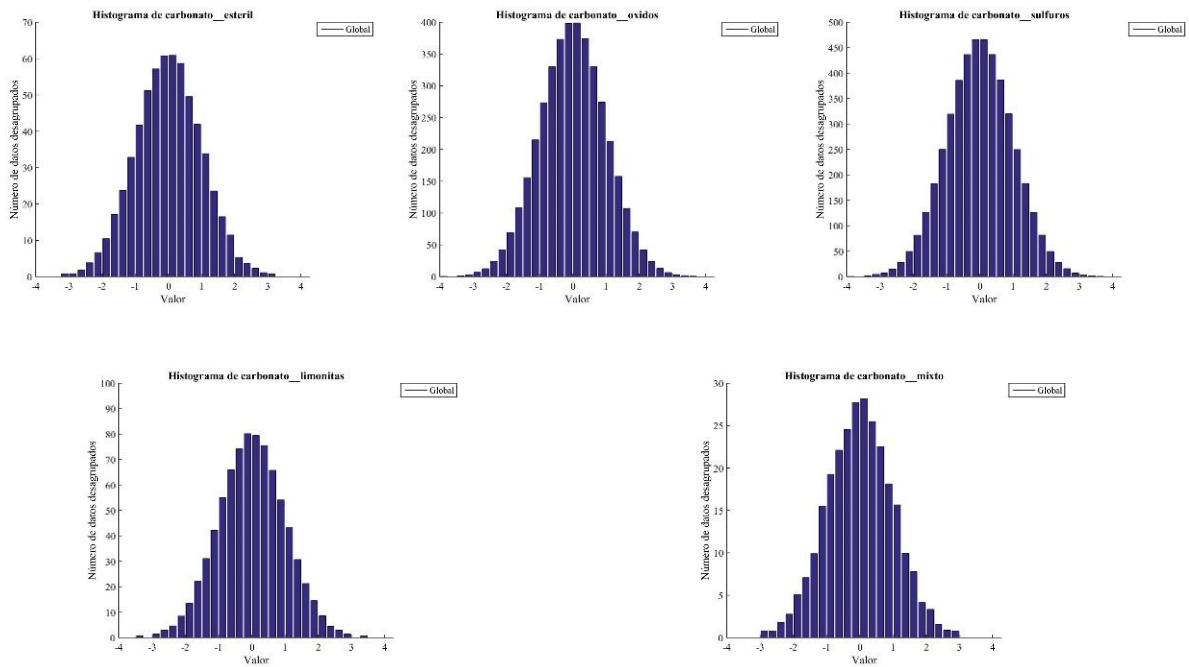 Histograma de carbonato__esteril
Global
70
60
50
40
30
20
10
0
Número de datos desagrupados
-4 -3 -2 -1 0 1 2 3 4
Valor
Histograma de carbonato__oxidos
Global
400
350
300
250
200
150
100
50
0
Número de datos desagrupados
-4 -3 -2 -1 0 1 2 3 4
Valor
Histograma de carbonato__sulfuros
Global
500
450
400
350
300
250
200
150
100
50
0
Número de datos desagrupados
-4 -3 -2 -1 0 1 2 3 4
Valor
Histograma de carbonato__limonitas
Global
100
90
80
70
60
50
40
30
20
10
0
Número de datos desagrupados
-4 -3 -2 -1 0 1 2 3 4
Valor
Histograma de carbonato__mixto
Global
30
25
20
15
10
5
0
Número de datos desagrupados
-4 -3 -2 -1 0 1 2 3 4
Valor